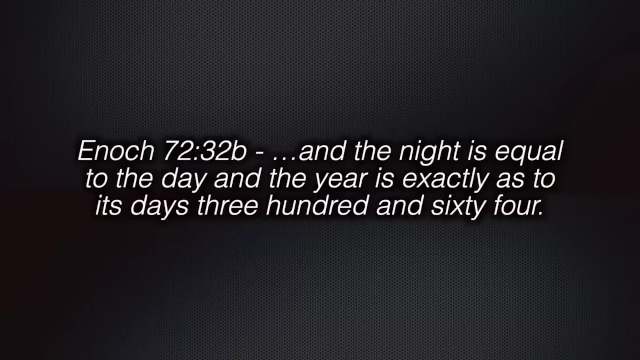 Enoch 72:32b - …and the night is equal
to the day and the year is exactly as to
its days three hundred and sixty four.